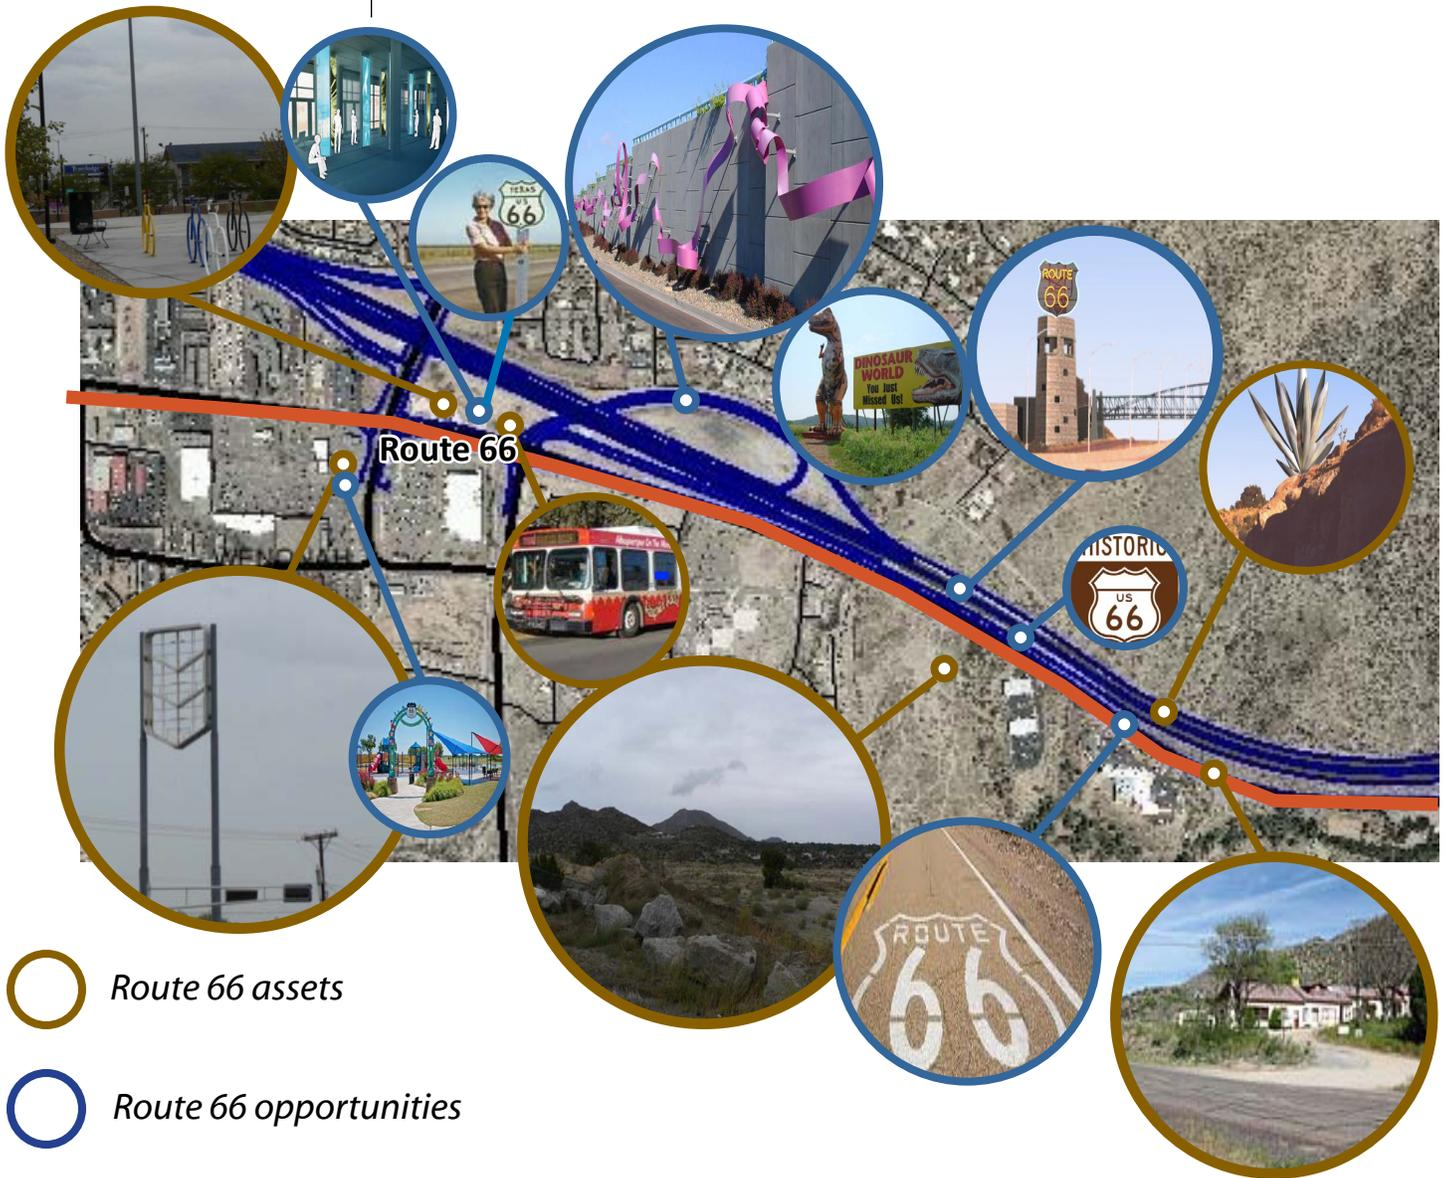 TEXAS
US
66
DINOSAUR
WORLD
You Just
Missed Us!
ROUTE
66
HISTORIC
US
66
Route 66
ROUTE
66
Route 66 assets
Route 66 opportunities